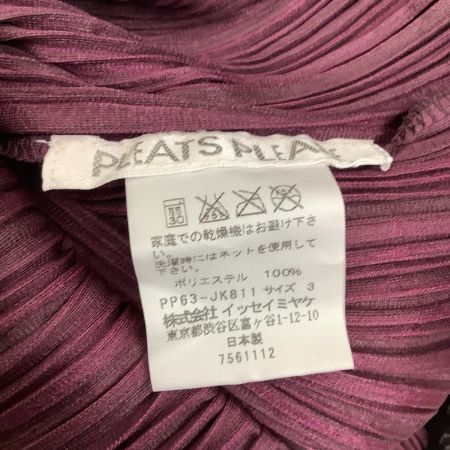 PLEATS PLEASE
家庭での乾燥機はお避け下さい。
洗濯時にはネットを使用して下さい。
ポリエステル 100%
PP63-JK811 サイズ 3
株式会社 イッセイミヤケ
東京都渋谷区富ヶ谷1-12-10
日本製
7561112